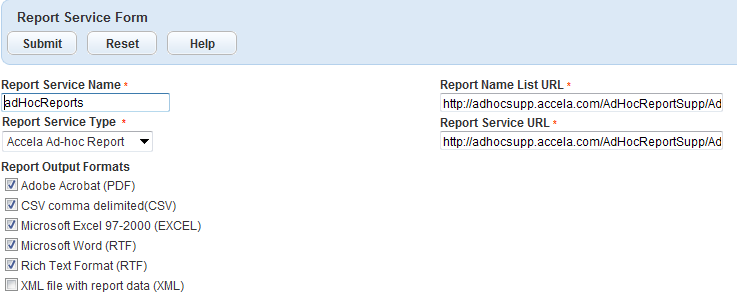 Report Service Form
Submit Reset Help
Report Service Name *
adHocReports
Report Name List URL *
http://adhocsupp.accela.com/AdHocReportSupp/Ad
Report Service Type *
Accela Ad-hoc Report
Report Service URL *
http://adhocsupp.accela.com/AdHocReportSupp/Ad
Report Output Formats
Adobe Acrobat (PDF)
CSV comma delimited(CSV)
Microsoft Excel 97-2000 (EXCEL)
Microsoft Word (RTF)
Rich Text Format (RTF)
XML file with report data (XML)